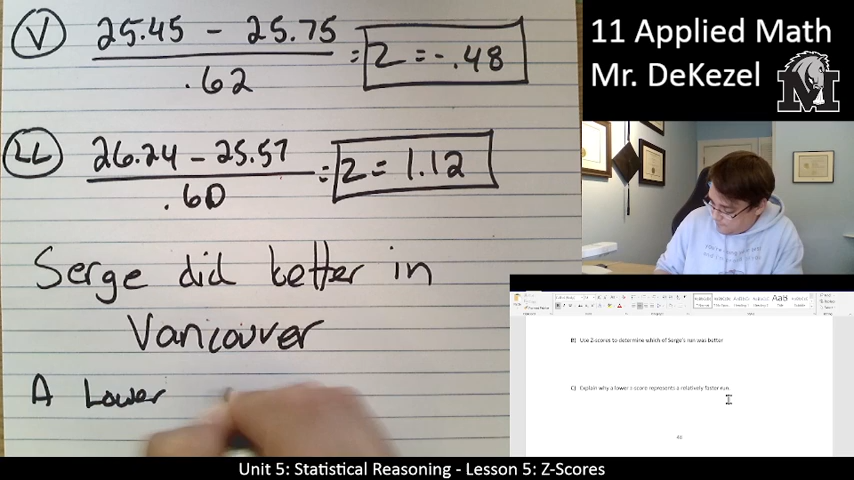 V 25.45 - 25.75
.62
= Z = -.48
LL 26.24 - 25.57
.60
= Z = 1.12
Serge did better in
Vancouver
A Lower
11 Applied Math
Mr. DeKezel
M
B) Use Z-scores to determine which of Serge's run was better
C) Explain why a lower z-score represents a relatively faster run.
Unit 5: Statistical Reasoning - Lesson 5: Z-Scores